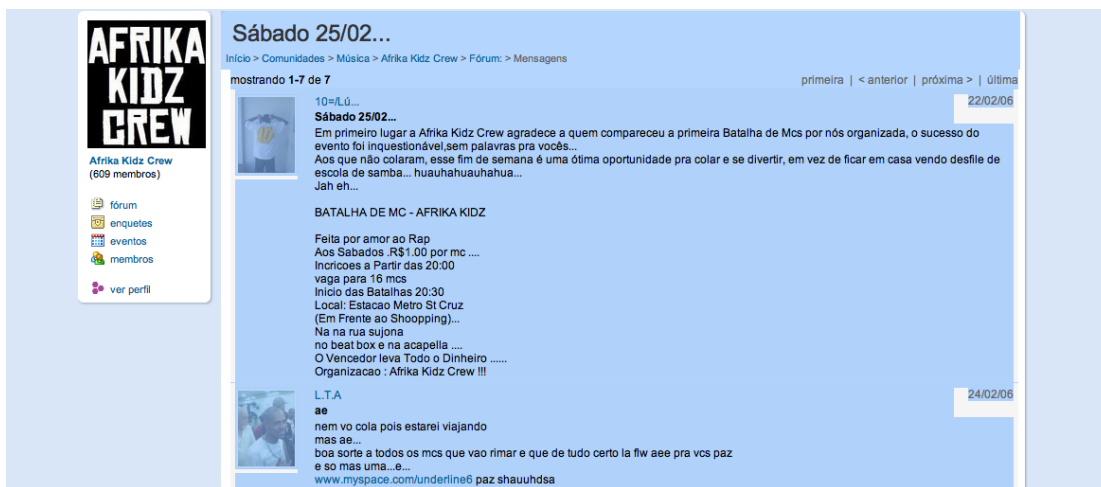 AFRIKA
KIDZ
CREW
Afrika Kidz Crew
(609 membros)
fórum
enquetes
eventos
membros
ver perfil
Sábado 25/02...
Início > Comunidades > Música > Afrika Kidz Crew > Fórum: > Mensagens
mostrando 1-7 de 7
primeira | < anterior | próxima > | última
10=/Lú...
22/02/06
Sábado 25/02...
Em primeiro lugar a Afrika Kidz Crew agradece a quem compareceu a primeira Batalha de Mcs por nós organizada, o sucesso do
evento foi inquestionável,sem palavras pra vocês...
Aos que não colaram, esse fim de semana é uma ótima oportunidade pra colar e se divertir, em vez de ficar em casa vendo desfile de
escola de samba... huauhahuauhahua...
Jah eh...
BATALHA DE MC - AFRIKA KIDZ
Feita por amor ao Rap
Aos Sabados .R$1.00 por mc ....
Incricoes a Partir das 20:00
vaga para 16 mcs
Inicio das Batalhas 20:30
Local: Estacao Metro St Cruz
(Em Frente ao Shoopping)...
Na na rua sujona
no beat box e na acapella ....
O Vencedor leva Todo o Dinheiro ......
Organizacao : Afrika Kidz Crew !!!
L.T.A
24/02/06
ae
nem vo cola pois estarei viajando
mas ae...
boa sorte a todos os mcs que vao rimar e que de tudo certo la flw aee pra vcs paz
e so mas uma...e...
www.myspace.com/underline6 paz shauuhdsa